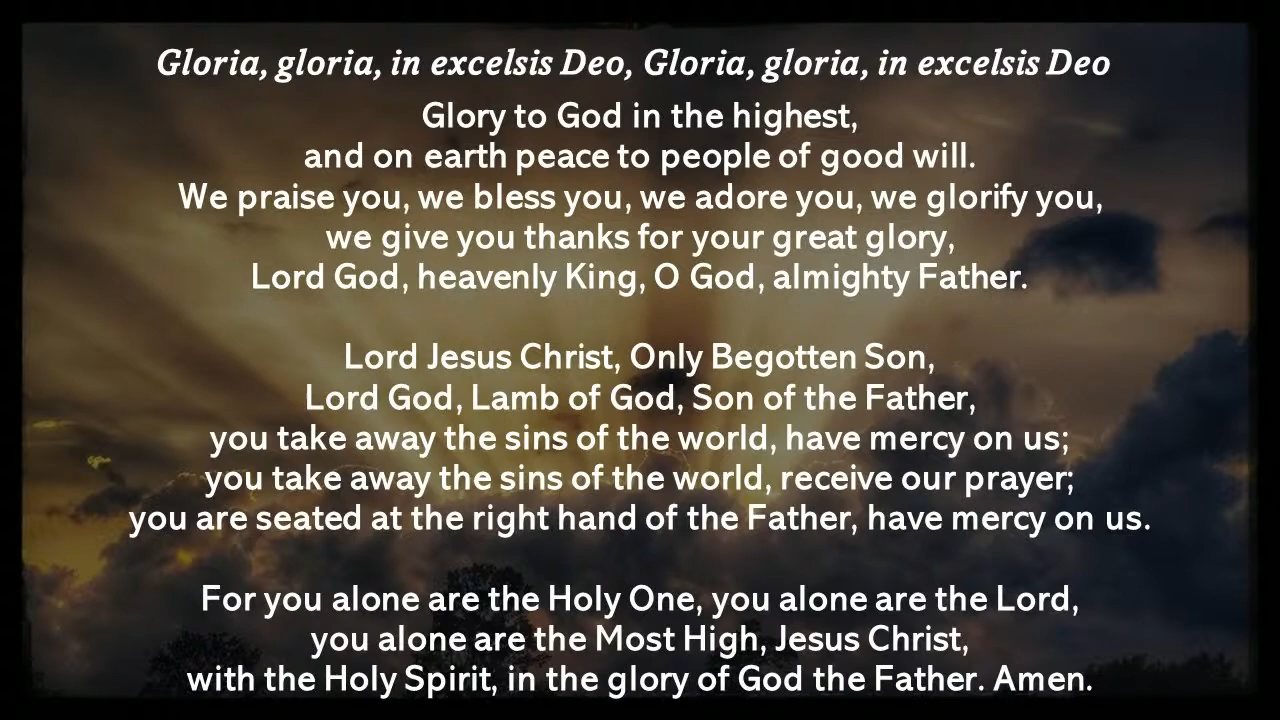 Gloria, gloria, in excelsis Deo, Gloria, gloria, in excelsis Deo
Glory to God in the highest,
and on earth peace to people of good will.
We praise you, we bless you, we adore you, we glorify you,
we give you thanks for your great glory,
Lord God, heavenly King, O God, almighty Father.
Lord Jesus Christ, Only Begotten Son,
Lord God, Lamb of God, Son of the Father,
you take away the sins of the world, have mercy on us;
you take away the sins of the world, receive our prayer;
you are seated at the right hand of the Father, have mercy on us.
For you alone are the Holy One, you alone are the Lord,
you alone are the Most High, Jesus Christ,
with the Holy Spirit, in the glory of God the Father. Amen.